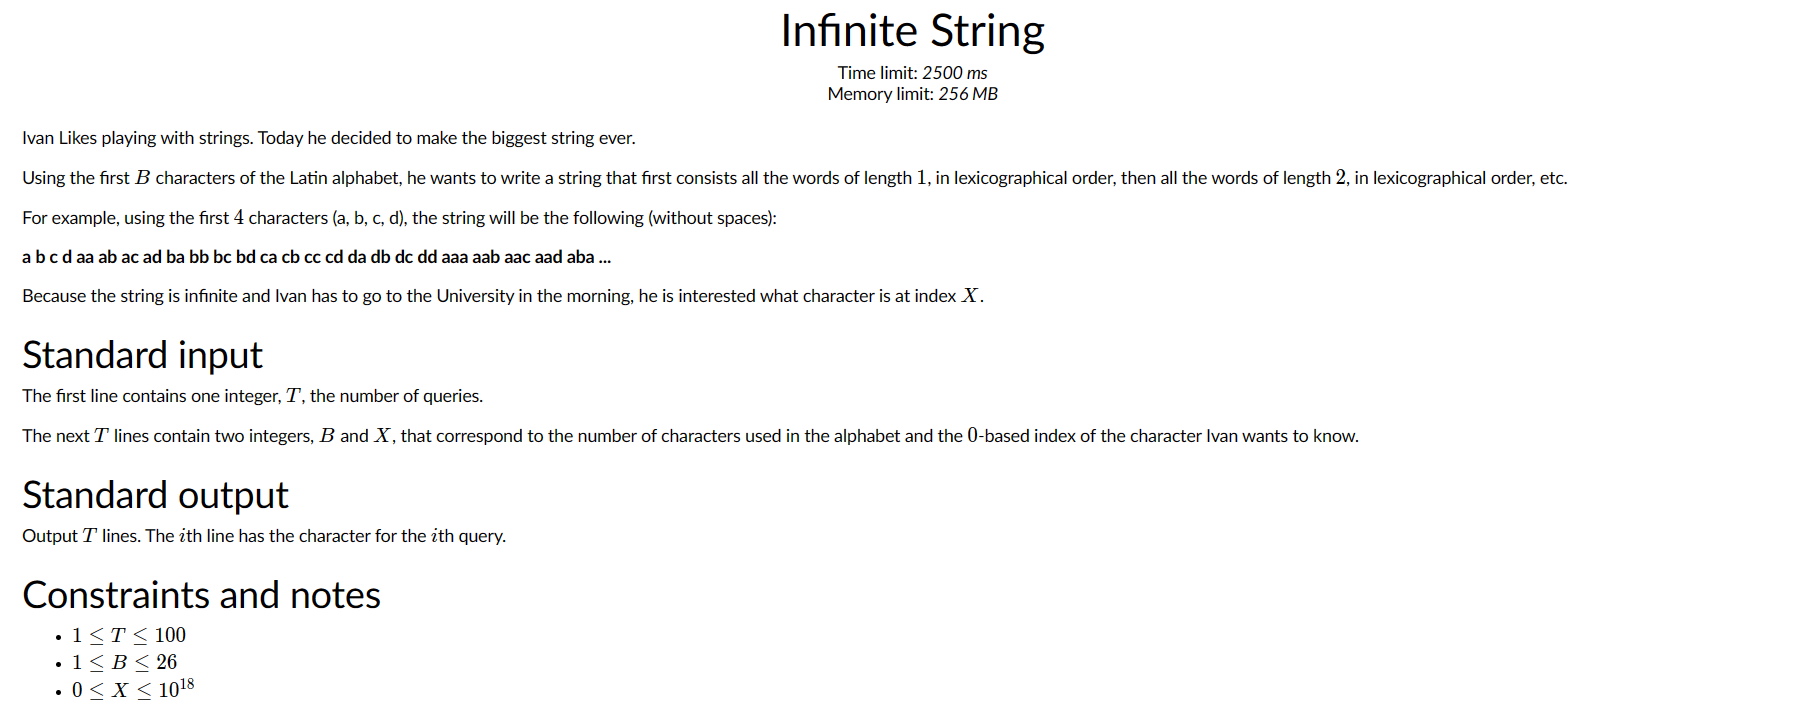 Infinite String
Time limit: 2500 ms
Memory limit: 256 MB
Ivan Likes playing with strings. Today he decided to make the biggest string ever.
Using the first B characters of the Latin alphabet, he wants to write a string that first consists all the words of length 1, in lexicographical order, then all the words of length 2, in lexicographical order, etc.
For example, using the first 4 characters (a, b, c, d), the string will be the following (without spaces):
a b c d aa ab ac ad ba bb bc bd ca cb cc cd da db dc dd aaa aab aac aad aba ...
Because the string is infinite and Ivan has to go to the University in the morning, he is interested what character is at index X.
Standard input
The first line contains one integer, T, the number of queries.
The next T lines contain two integers, B and X, that correspond to the number of characters used in the alphabet and the 0-based index of the character Ivan wants to know.
Standard output
Output T lines. The ith line has the character for the ith query.
Constraints and notes
• 1 ≤ T ≤ 100
• 1 ≤ B ≤ 26
• 0 ≤ X ≤ 10^18